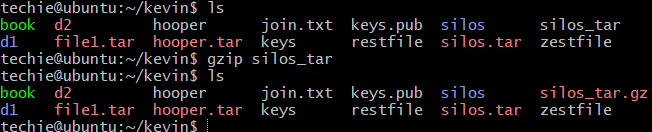 techie@ubuntu:~/kevin$ ls
book d2 hooper join.txt keys.pub silos silos_tar
d1 file1.tar hooper.tar keys restfile silos.tar zestfile
techie@ubuntu:~/kevin$ gzip silos_tar
techie@ubuntu:~/kevin$ ls
book d2 hooper join.txt keys.pub silos silos_tar.gz
d1 file1.tar hooper.tar keys restfile silos.tar zestfile
techie@ubuntu:~/kevin$